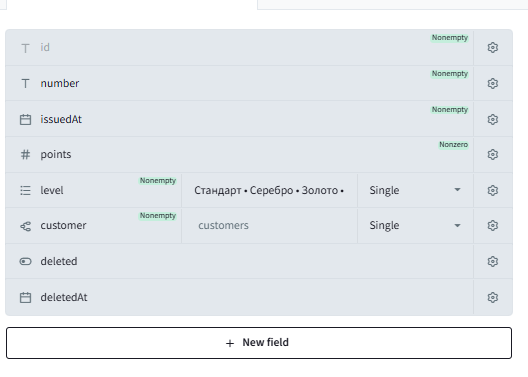 id Nonempty
number Nonempty
issuedAt Nonempty
points Nonzero
level Nonempty Стандарт • Серебро • Золото • Single
customer Nonempty customers Single
deleted
deletedAt
+ New field